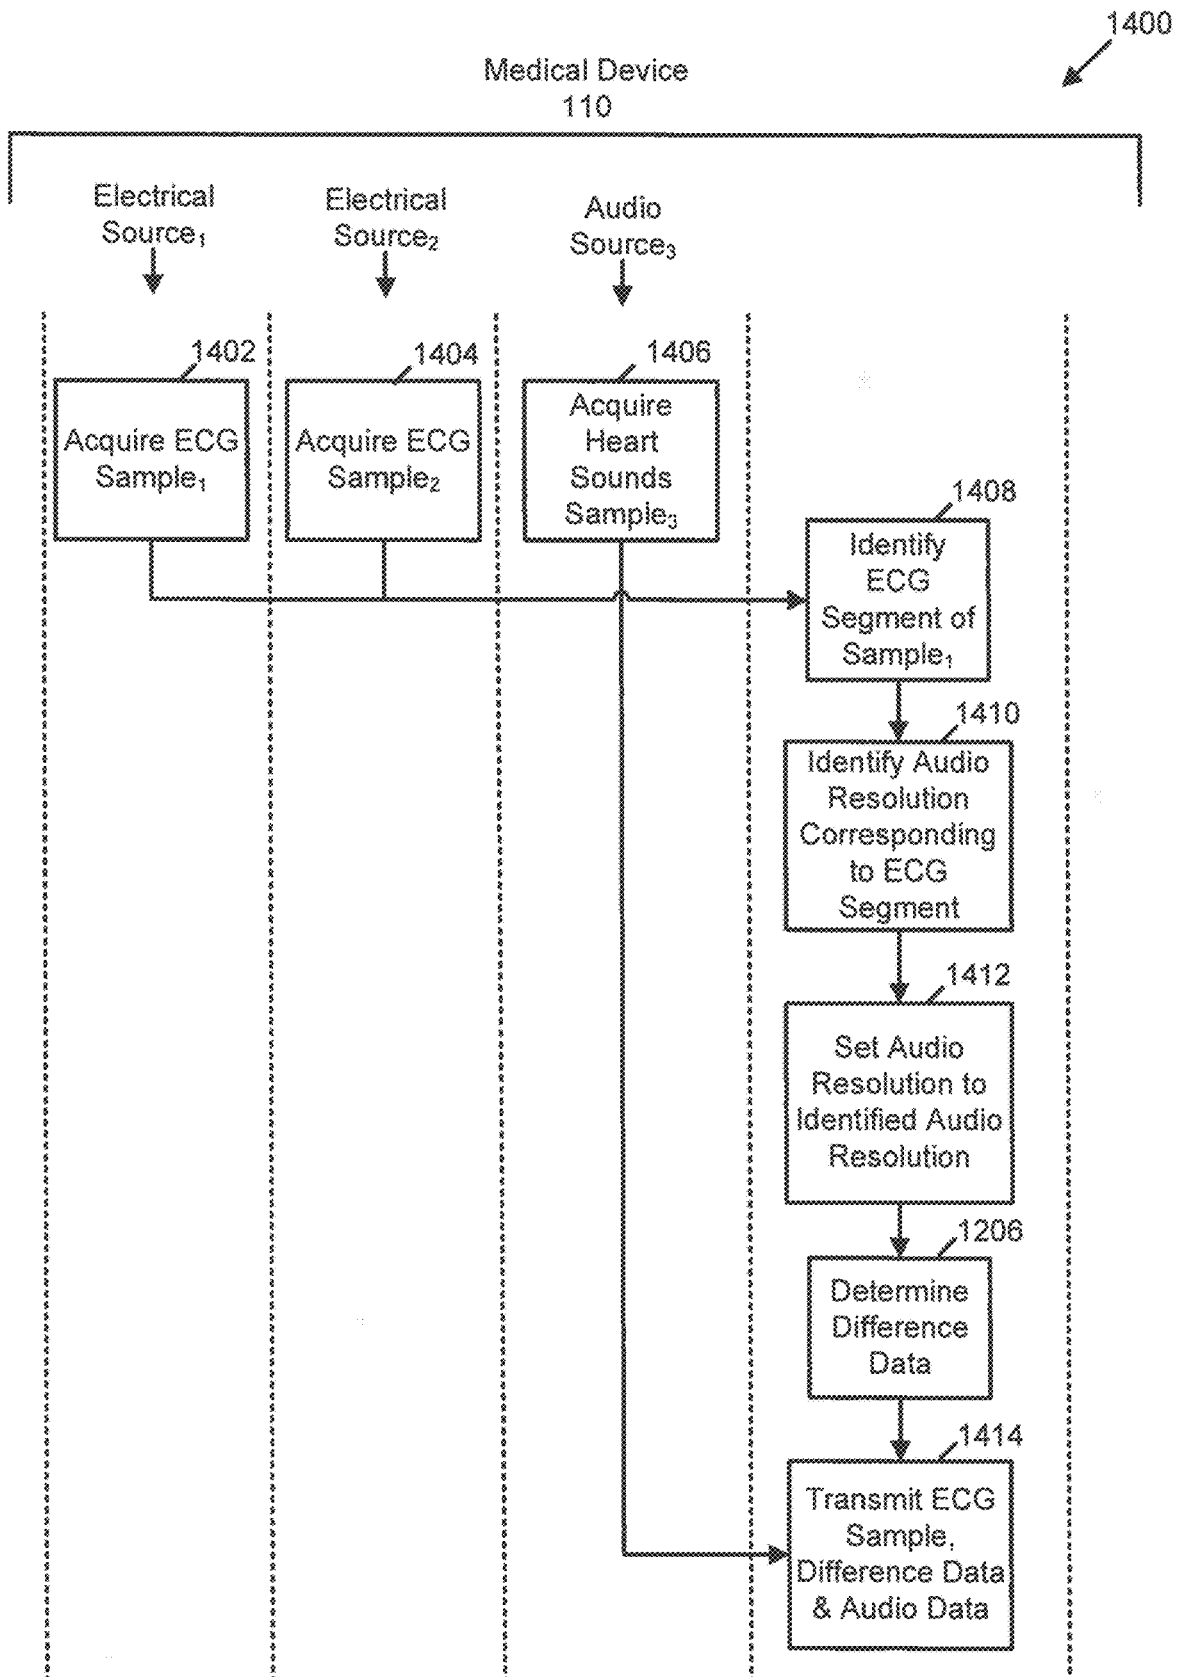 1400
Medical Device
110
Electrical
Source₁
Electrical
Source₂
Audio
Source₃
1402
Acquire ECG
Sample₁
1404
Acquire ECG
Sample₂
1406
Acquire
Heart
Sounds
Sample₃
1408
Identify
ECG
Segment of
Sample₁
1410
Identify Audio
Resolution
Corresponding
to ECG
Segment
1412
Set Audio
Resolution to
Identified Audio
Resolution
1206
Determine
Difference
Data
1414
Transmit ECG
Sample,
Difference Data
& Audio Data